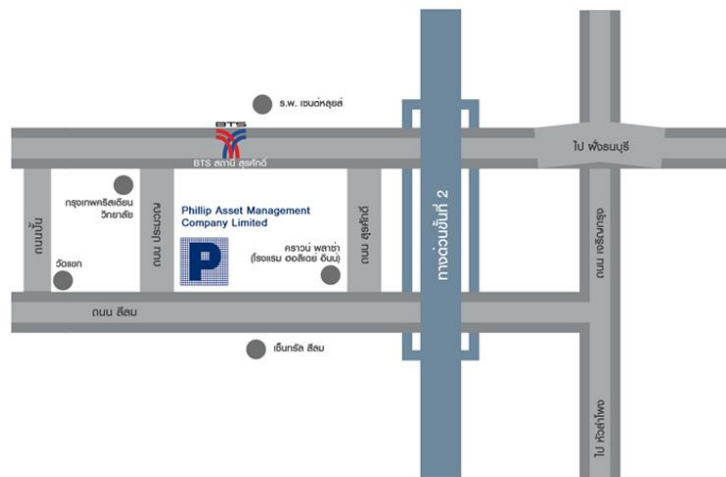 ร.พ. เซนต์หลุยส์
BTS
BTS สถานี สุรศักดิ์
ไป ฝั่งธนบุรี
กรุงเทพคริสเตียน
วิทยาลัย
ถนนปั้น
ถนน ประมวญ
Phillip Asset Management
Company Limited
P
คราวน์ พลาซ่า
(โรงแรม ฮอลิเดย์ อินน์)
ถนน สุรศักดิ์
ทางด่วนขั้นที่ 2
ถนน เจริญกรุง
วัดแขก
ถนน สีลม
เซ็นทรัล สีลม
ไป หัวลำโพง